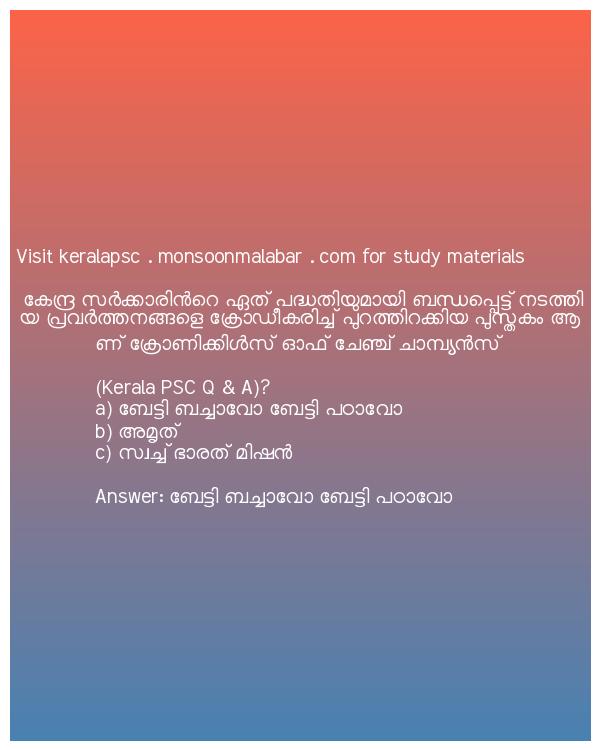 Visit keralapsc . monsoonmalabar . com for study materials
കേന്ദ്ര സർക്കാരിൻറെ ഏത് പദ്ധതിയുമായി ബന്ധപ്പെട്ട് നടത്തി
യ പ്രവർത്തനങ്ങളെ ക്രോഡീകരിച്ച് പുറത്തിറക്കിയ പുസ്തകം ആ
ണ് ക്രോണിക്കിൾസ് ഓഫ് ചേഞ്ച് ചാമ്പ്യൻസ്
(Kerala PSC Q & A)?
a) ബേട്ടി ബച്ചാവോ ബേട്ടി പഠാവോ
b) അമൃത്
c) സ്വച്ച് ഭാരത് മിഷൻ
Answer: ബേട്ടി ബച്ചാവോ ബേട്ടി പഠാവോ